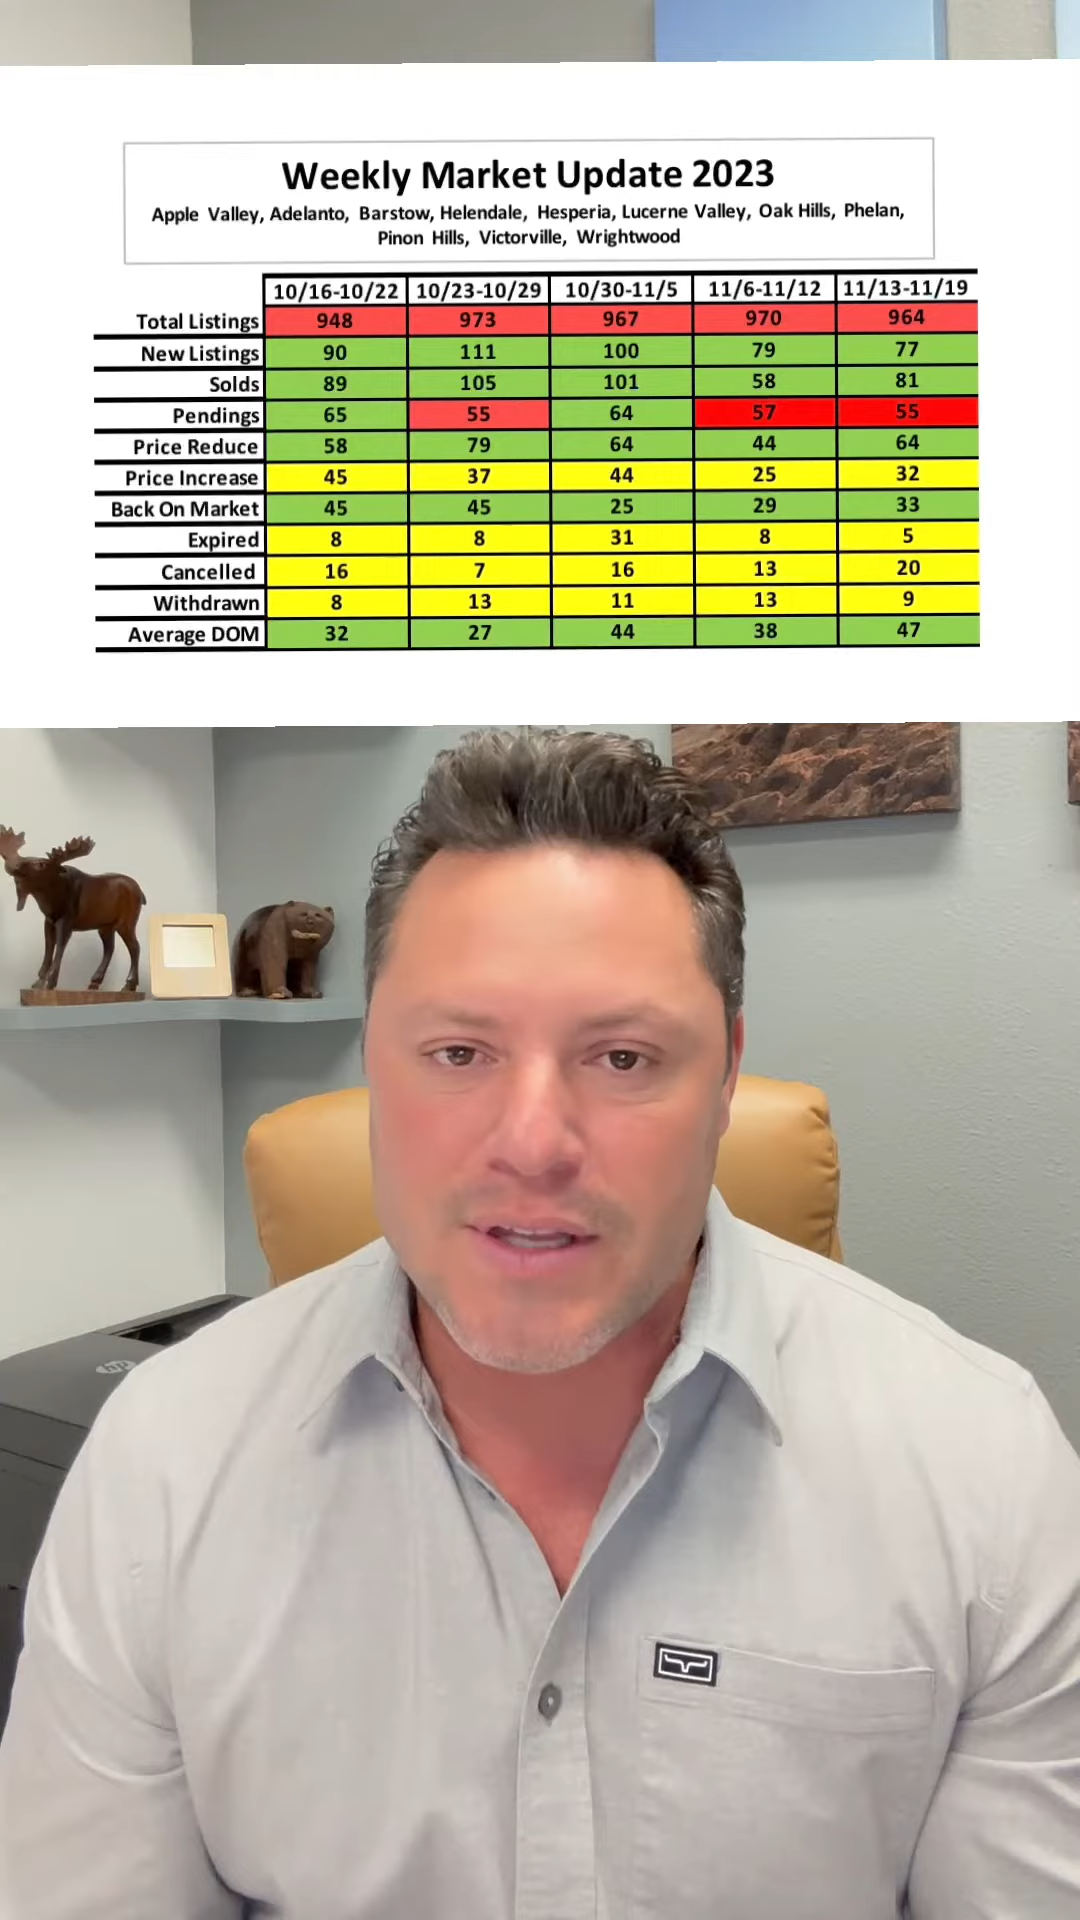 Weekly Market Update 2023
Apple Valley, Adelanto, Barstow, Helendale, Hesperia, Lucerne Valley, Oak Hills, Phelan,
Pinon Hills, Victorville, Wrightwood
10/16-10/22 10/23-10/29 10/30-11/5 11/6-11/12 11/13-11/19
Total Listings 948 973 967 970 964
New Listings 90 111 100 79 77
Solds 89 105 101 58 81
Pendings 65 55 64 57 55
Price Reduce 58 79 64 44 64
Price Increase 45 37 44 25 32
Back On Market 45 45 25 29 33
Expired 8 8 31 8 5
Cancelled 16 7 16 13 20
Withdrawn 8 13 11 13 9
Average DOM 32 27 44 38 47
hp